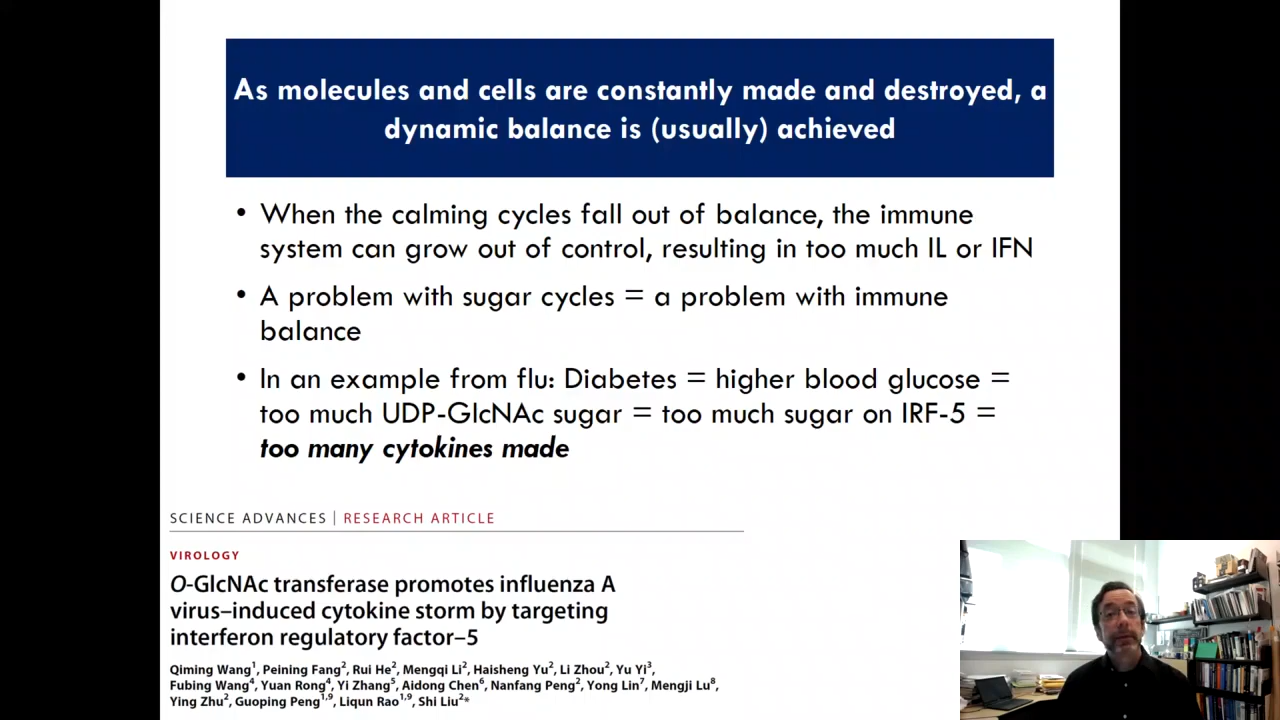 As molecules and cells are constantly made and destroyed, a
dynamic balance is (usually) achieved
• When the calming cycles fall out of balance, the immune
system can grow out of control, resulting in too much IL or IFN
• A problem with sugar cycles = a problem with immune
balance
• In an example from flu: Diabetes = higher blood glucose =
too much UDP-GlcNAc sugar = too much sugar on IRF-5 =
too many cytokines made
SCIENCE ADVANCES | RESEARCH ARTICLE
VIROLOGY
O-GlcNAc transferase promotes influenza A
virus–induced cytokine storm by targeting
interferon regulatory factor–5
Qiming Wang1, Peining Fang2, Rui He2, Mengqi Li2, Haisheng Yu2, Li Zhou2, Yu Yi3,
Fubing Wang4, Yuan Rong4, Yi Zhang5, Aidong Chen6, Nanfang Peng2, Yong Lin7, Mengji Lu8,
Ying Zhu2, Guoping Peng1,9, Liqun Rao1,9, Shi Liu2*